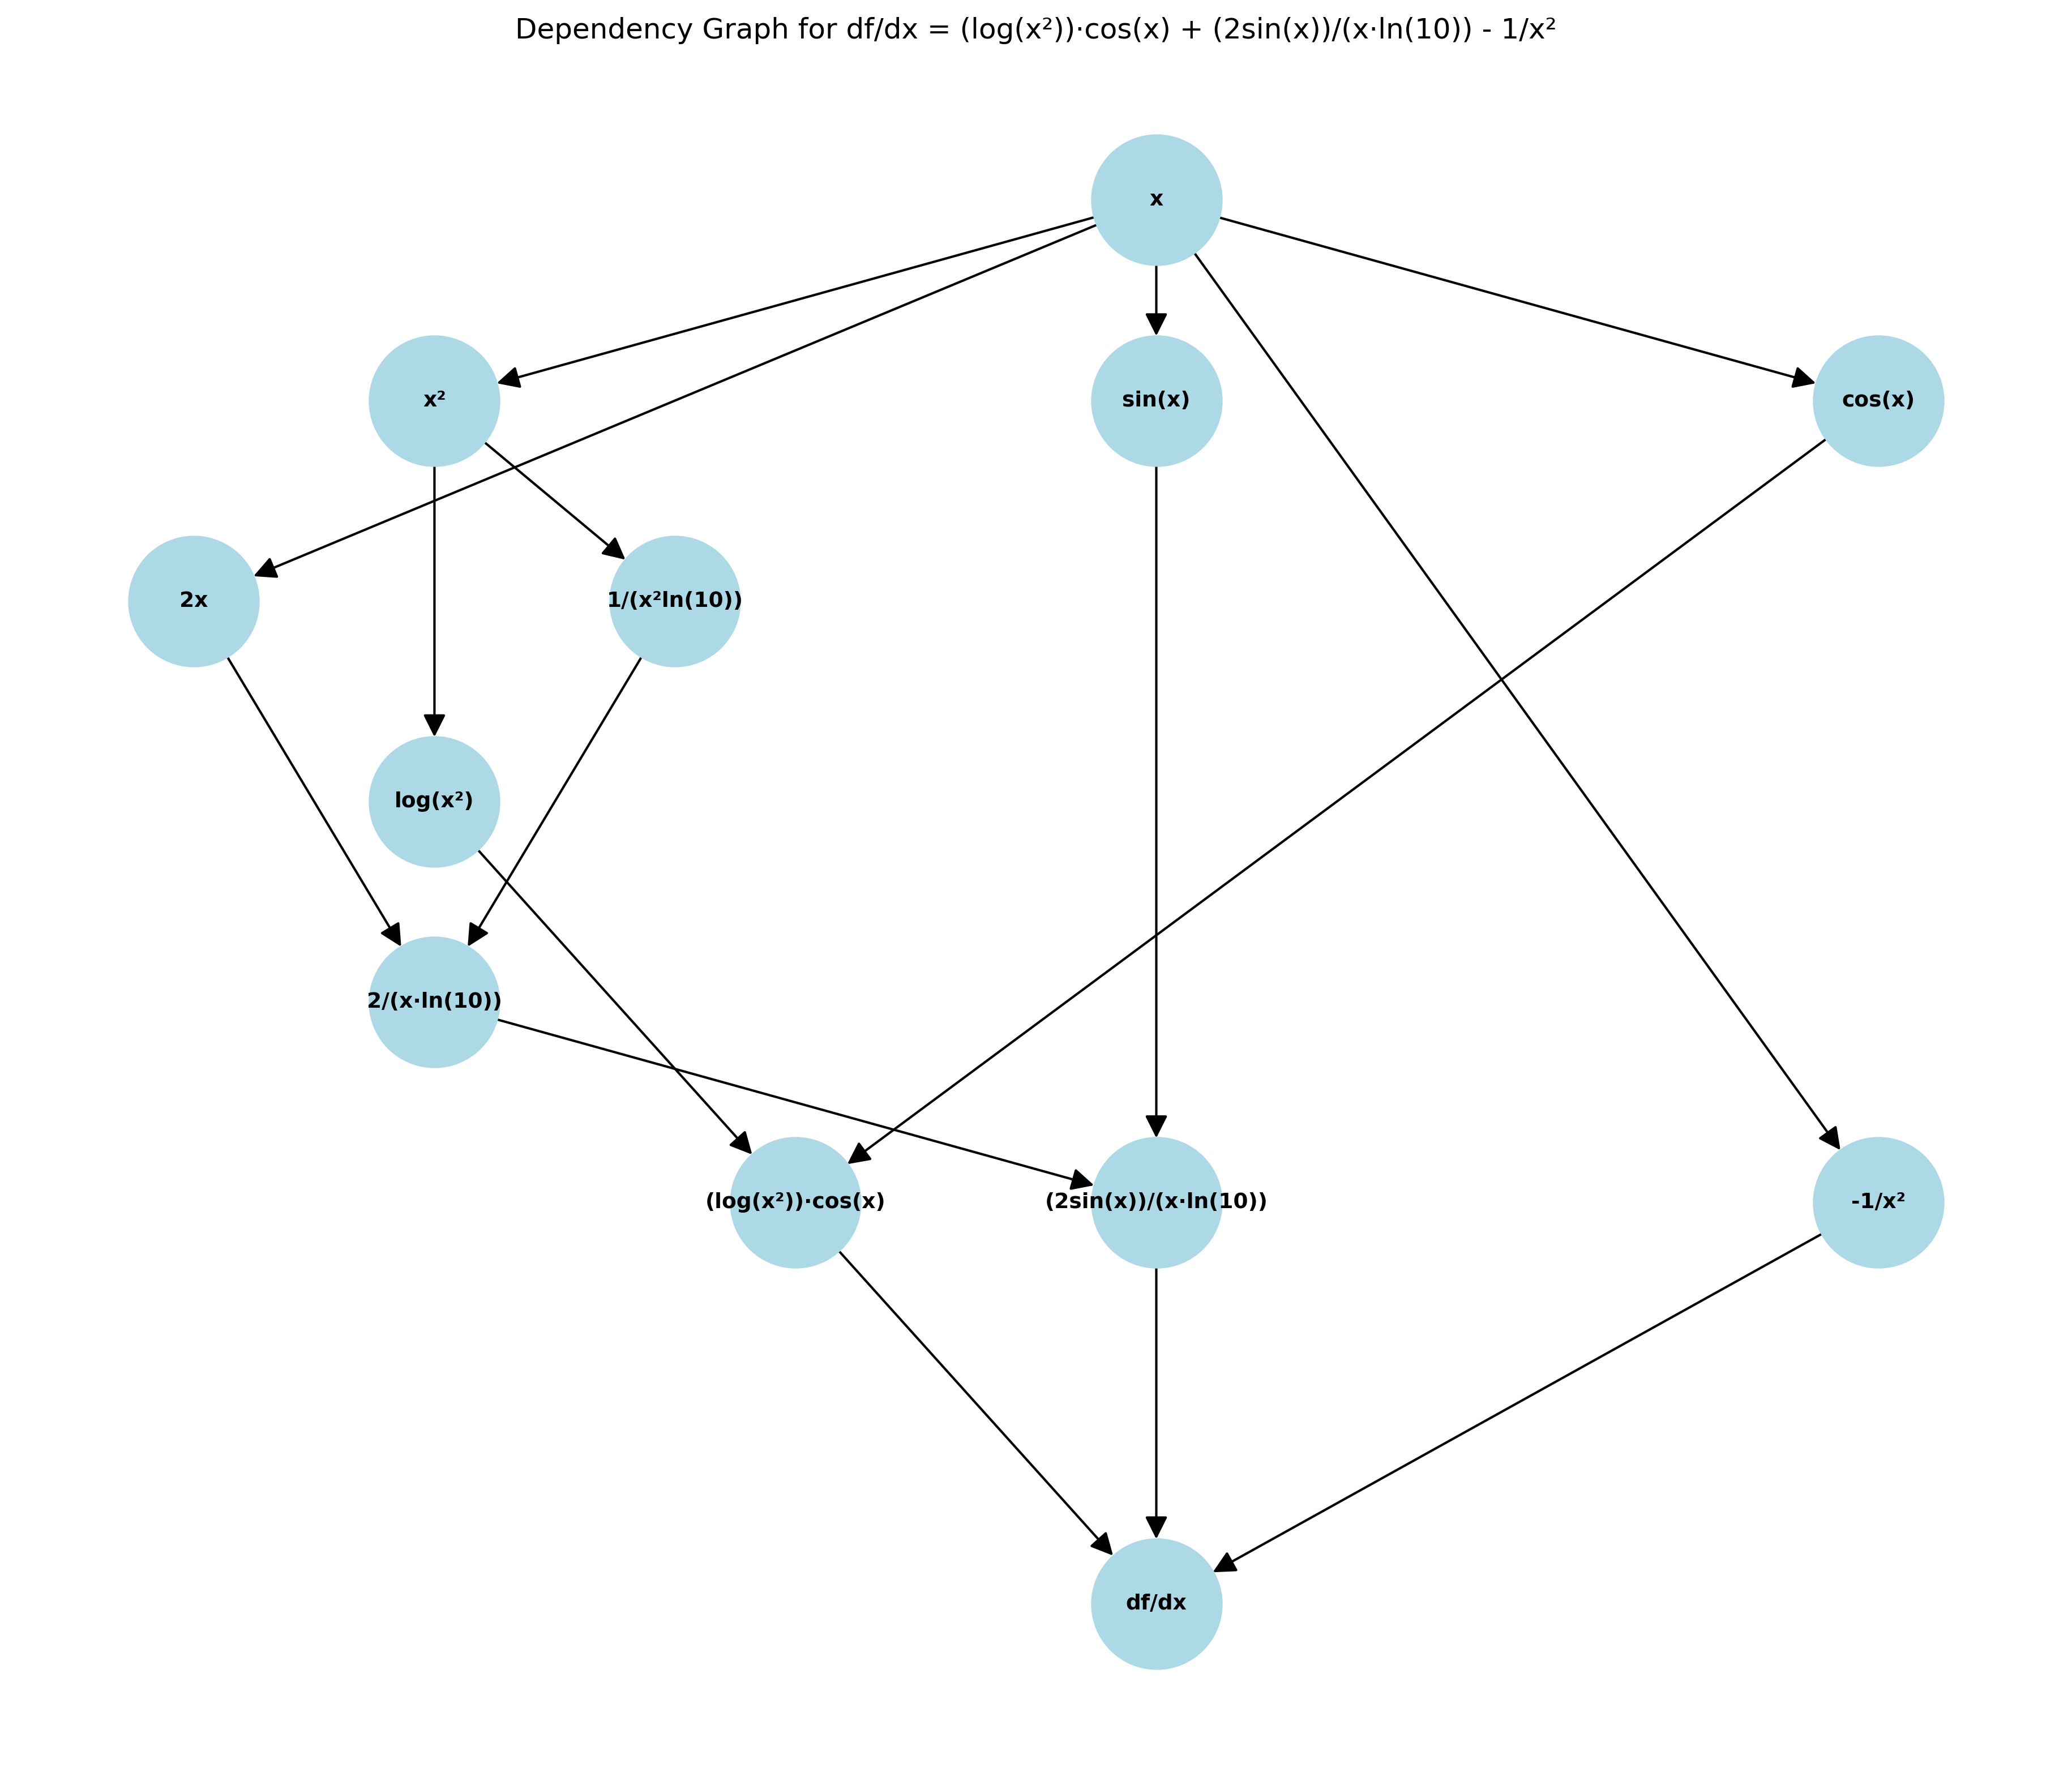 Dependency Graph for df/dx = (log(x²))·cos(x) + (2sin(x))/(x·ln(10)) - 1/x²
x
x²
sin(x)
cos(x)
2x
1/(x²ln(10))
log(x²)
2/(x·ln(10))
(log(x²))·cos(x)
(2sin(x))/(x·ln(10))
-1/x²
df/dx